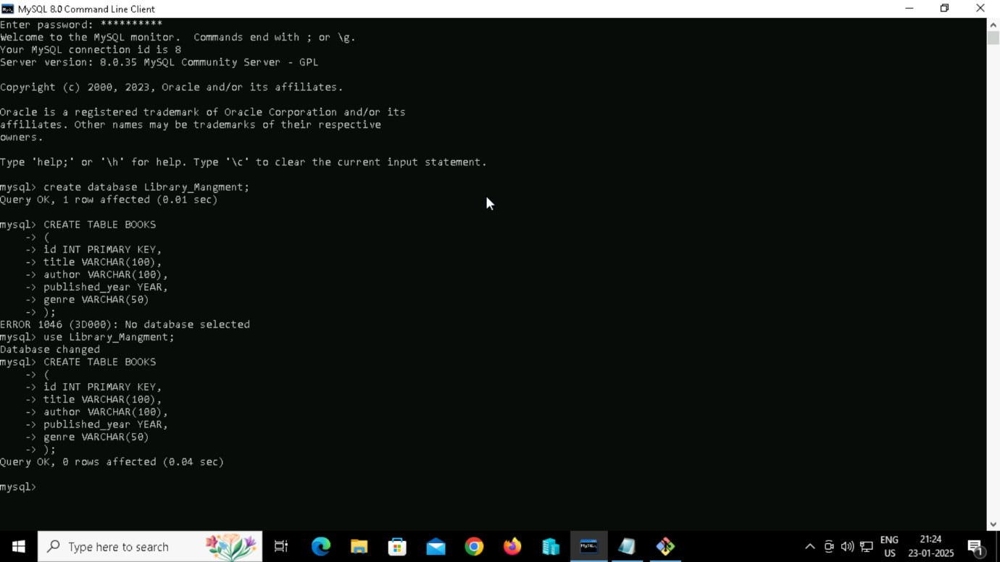 MySQL 8.0 Command Line Client
Enter password: **********
Welcome to the MySQL monitor.  Commands end with ; or \g.
Your MySQL connection id is 8
Server version: 8.0.35 MySQL Community Server - GPL
Copyright (c) 2000, 2023, Oracle and/or its affiliates.
Oracle is a registered trademark of Oracle Corporation and/or its
affiliates. Other names may be trademarks of their respective
owners.
Type 'help;' or '\h' for help. Type '\c' to clear the current input statement.
mysql> create database Library_Mangment;
Query OK, 1 row affected (0.01 sec)
mysql> CREATE TABLE BOOKS
    -> (
    -> id INT PRIMARY KEY,
    -> title VARCHAR(100),
    -> author VARCHAR(100),
    -> published_year YEAR,
    -> genre VARCHAR(50)
    -> );
ERROR 1046 (3D000): No database selected
mysql> use Library_Mangment;
Database changed
mysql> CREATE TABLE BOOKS
    -> (
    -> id INT PRIMARY KEY,
    -> title VARCHAR(100),
    -> author VARCHAR(100),
    -> published_year YEAR,
    -> genre VARCHAR(50)
    -> );
Query OK, 0 rows affected (0.04 sec)
mysql>
Type here to search
ENG
US
21:24
23-01-2025
1